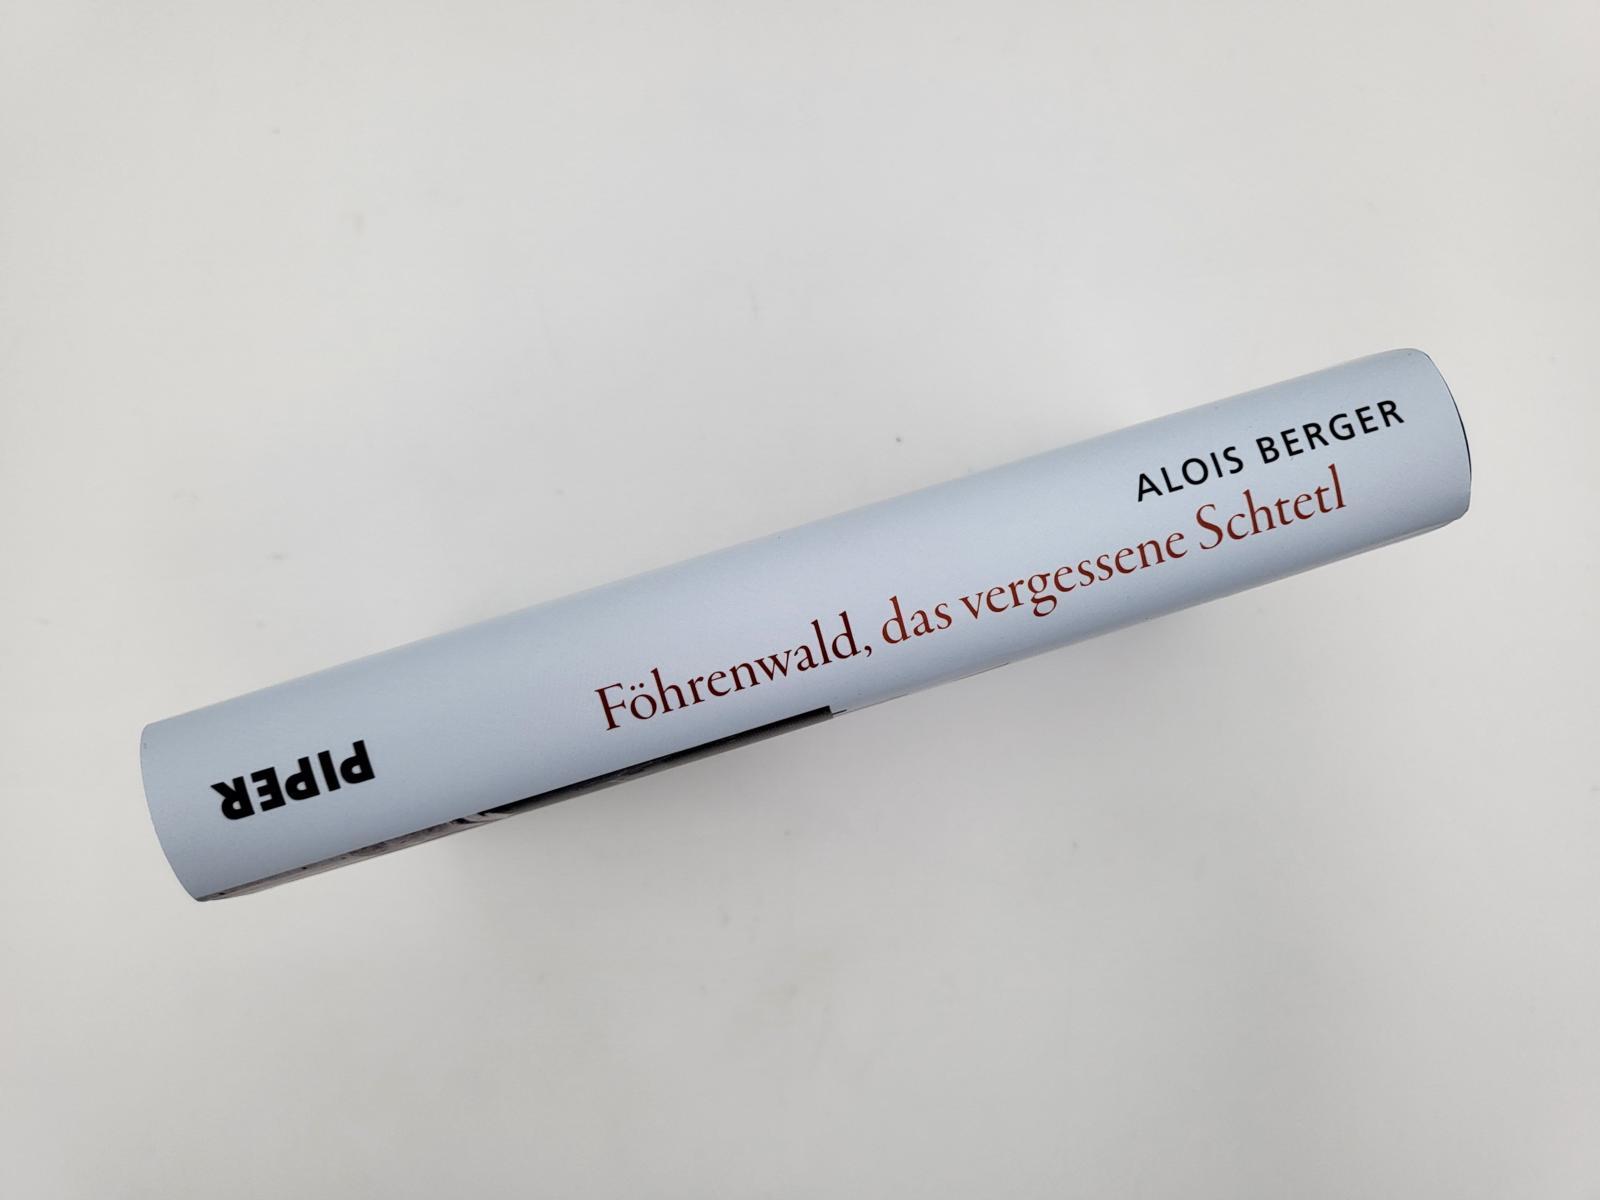 ALOIS BERGER
Föhrenwald, das vergessene Schtetl
PIPER